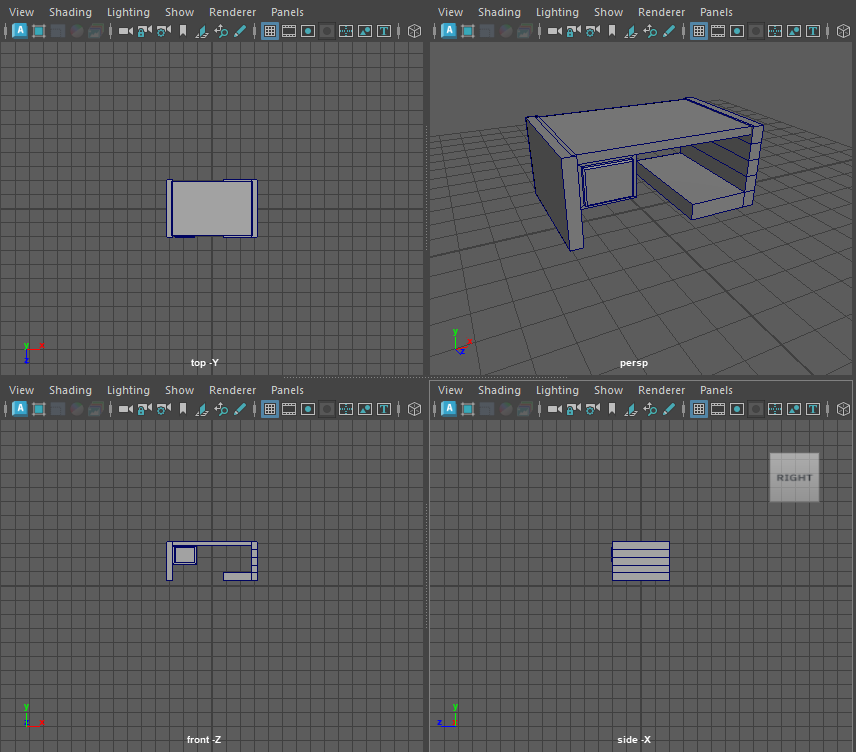 View Shading Lighting Show Renderer Panels
View Shading Lighting Show Renderer Panels
A T
A T
y x
z
top -Y
y
x
z
persp
View Shading Lighting Show Renderer Panels
View Shading Lighting Show Renderer Panels
A T
A T
RIGHT
y
z x
front -Z
y
z x
side -X